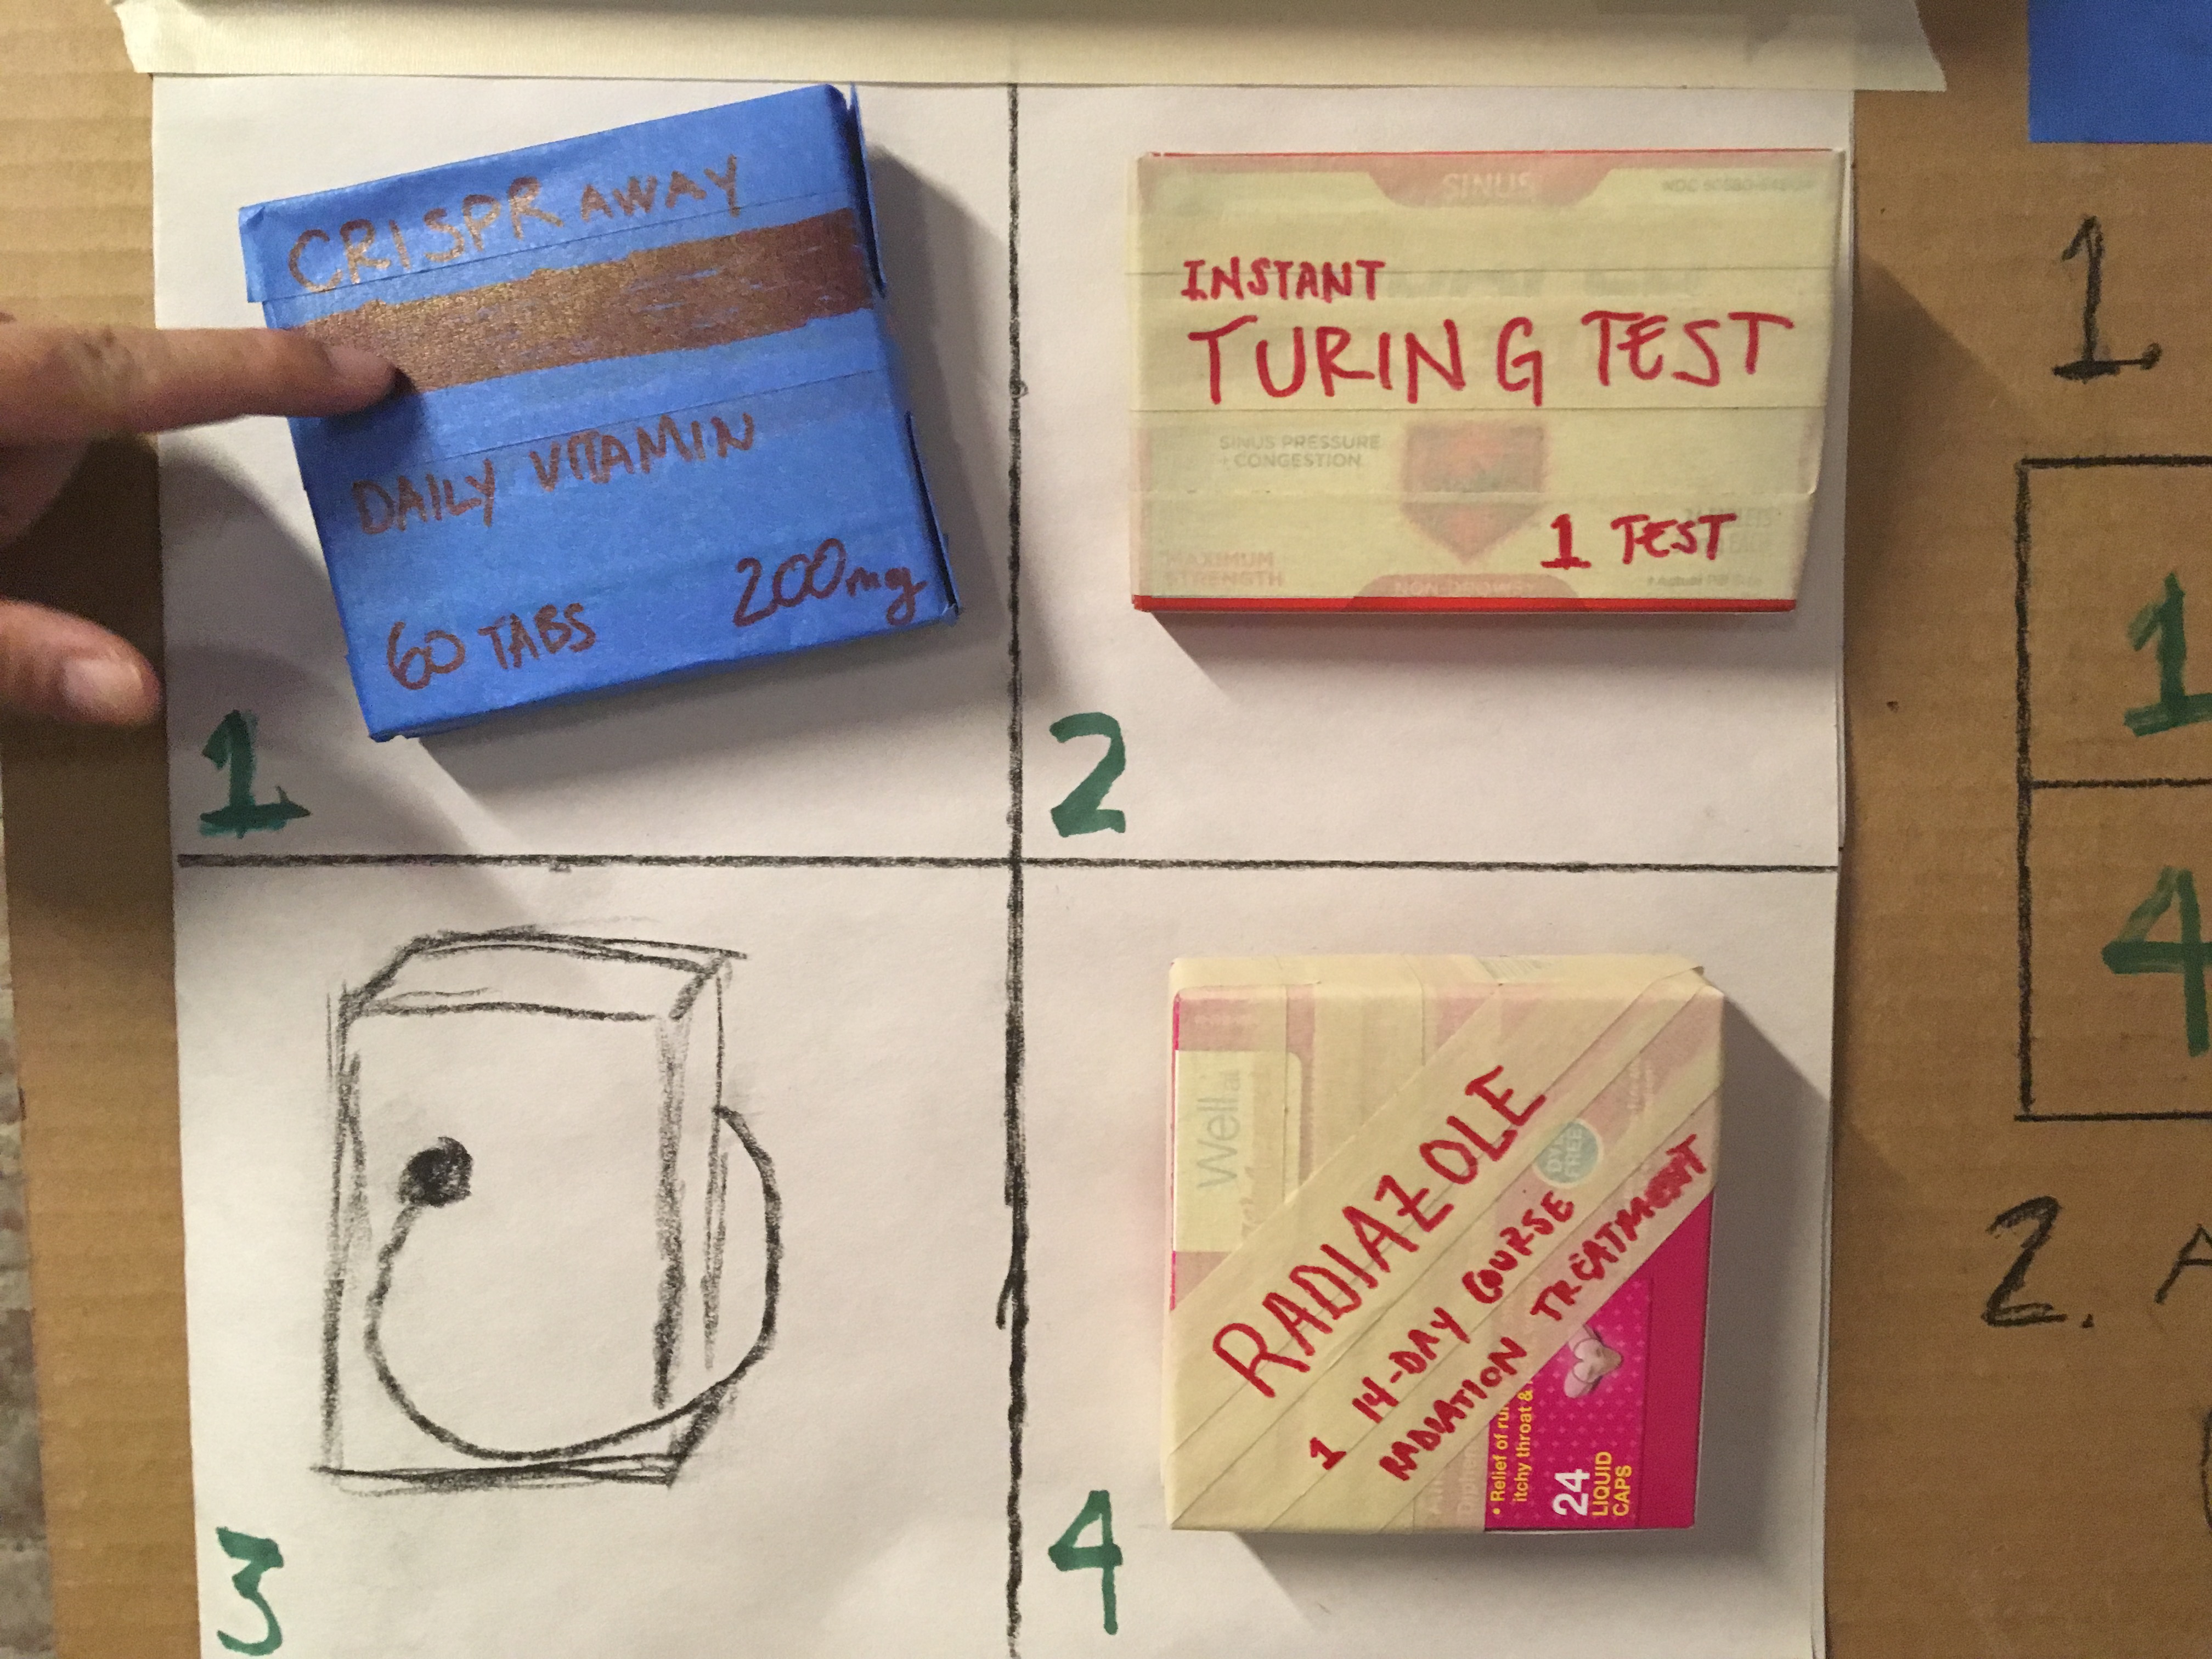 CRISPR AWAY
DAILY VITAMIN
60 TABS 200mg
1
SINUS
INSTANT
TURING TEST
SINUS PRESSURE
+ CONGESTION
1 TEST
MAXIMUM
STRENGTH
2
3
Well
DYE
FREE
RADIAZOLE
1 14-DAY COURSE
RADIATION TREATMENT
• Relief of
itchy throat &
24
LIQUID
CAPS
4
1.
1
4
2. A